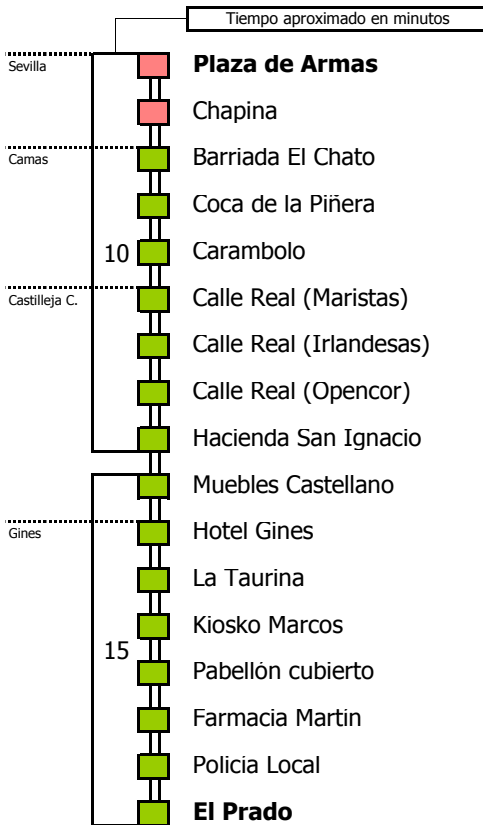 Tiempo aproximado en minutos
Sevilla
Plaza de Armas
Chapina
Camas
Barriada El Chato
Coca de la Piñera
10
Carambolo
Castilleja C.
Calle Real (Maristas)
Calle Real (Irlandesas)
Calle Real (Opencor)
Hacienda San Ignacio
Muebles Castellano
Gines
Hotel Gines
La Taurina
Kiosko Marcos
15
Pabellón cubierto
Farmacia Martin
Policia Local
El Prado